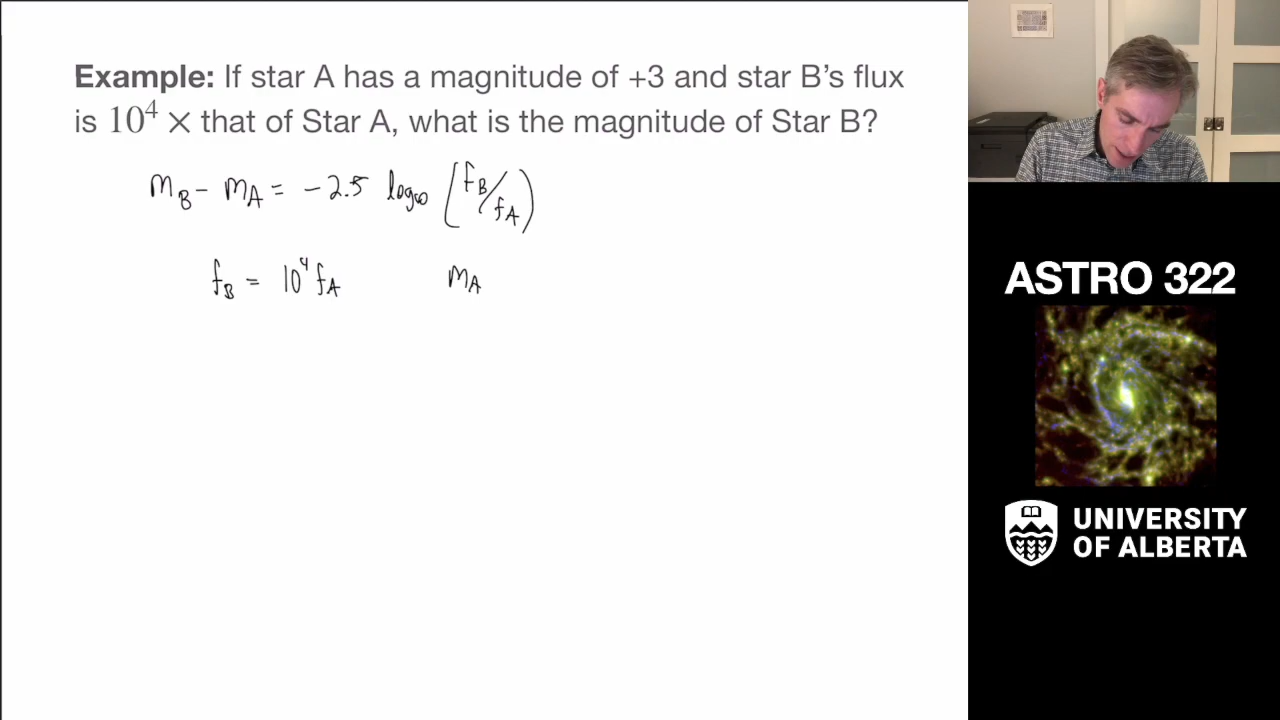 Example: If star A has a magnitude of +3 and star B’s flux
is 10⁴ × that of Star A, what is the magnitude of Star B?
m_B - m_A = -2.5 log₁₀ [f_B/f_A)
f_B = 10⁴ f_A m_A
ASTRO 322
UNIVERSITY
OF ALBERTA